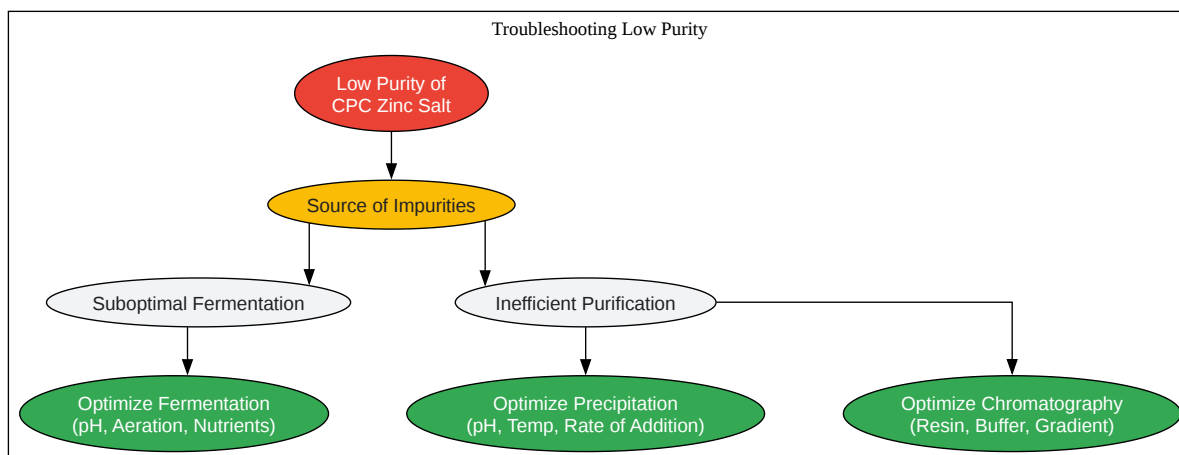 Troubleshooting Low Purity
Low Purity of
CPC Zinc Salt
Source of Impurities
Suboptimal Fermentation
Inefficient Purification
Optimize Fermentation
(pH, Aeration, Nutrients)
Optimize Precipitation
(pH, Temp, Rate of Addition)
Optimize Chromatography
(Resin, Buffer, Gradient)